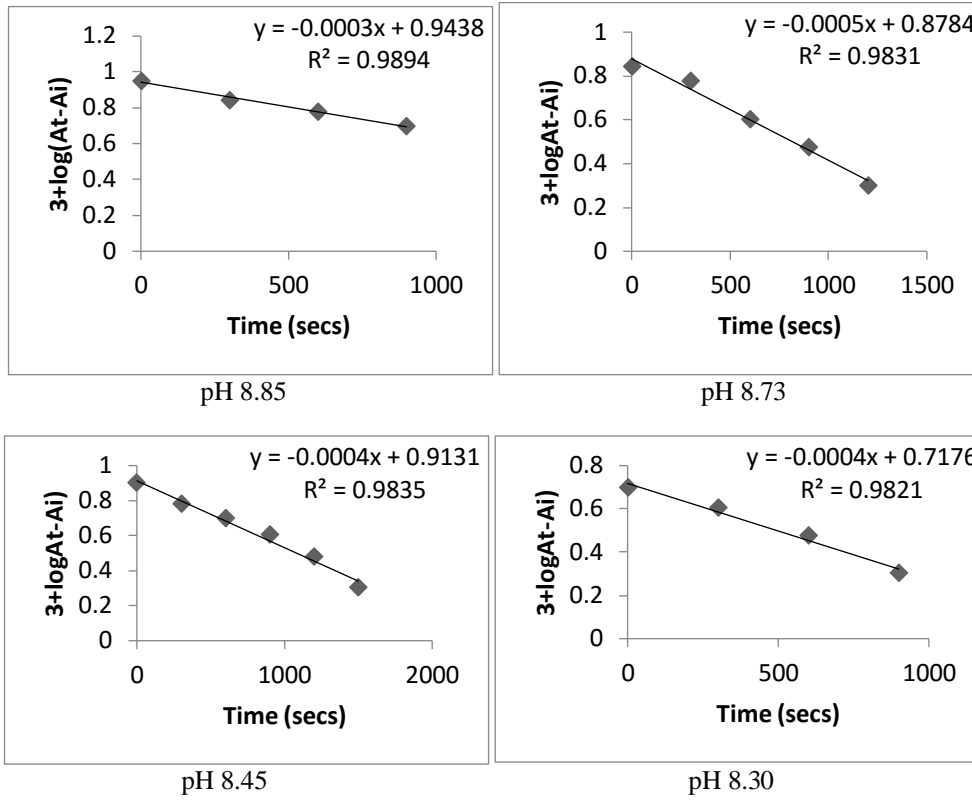 y = -0.0003x + 0.9438
R² = 0.9894
1.2
1
0.8
0.6
0.4
0.2
0
0 500 1000
3+log(At-Ai)
Time (secs)
pH 8.85
y = -0.0005x + 0.8784
R² = 0.9831
1
0.8
0.6
0.4
0.2
0
0 500 1000 1500
3+logAt-Ai)
Time (secs)
pH 8.73
y = -0.0004x + 0.9131
R² = 0.9835
1
0.8
0.6
0.4
0.2
0
0 1000 2000
3+logAt-Ai)
Time (secs)
pH 8.45
y = -0.0004x + 0.7176
R² = 0.9821
0.8
0.6
0.4
0.2
0
0 500 1000
3+logAt-Ai)
Time (secs)
pH 8.30